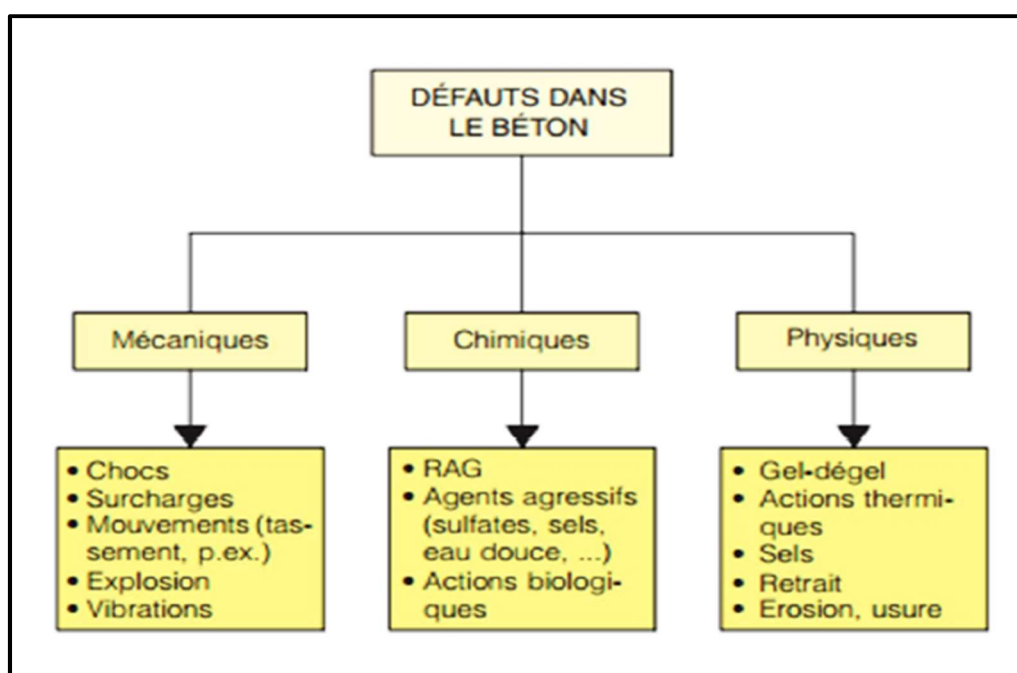 DÉFAUTS DANS
LE BÉTON
Mécaniques
Chimiques
Physiques
• Chocs
• Surcharges
• Mouvements (tas-
sement, p.ex.)
• Explosion
• Vibrations
• RAG
• Agents agressifs
(sulfates, sels,
eau douce, ...)
• Actions biologi-
ques
• Gel-dégel
• Actions thermi-
ques
• Sels
• Retrait
• Erosion, usure